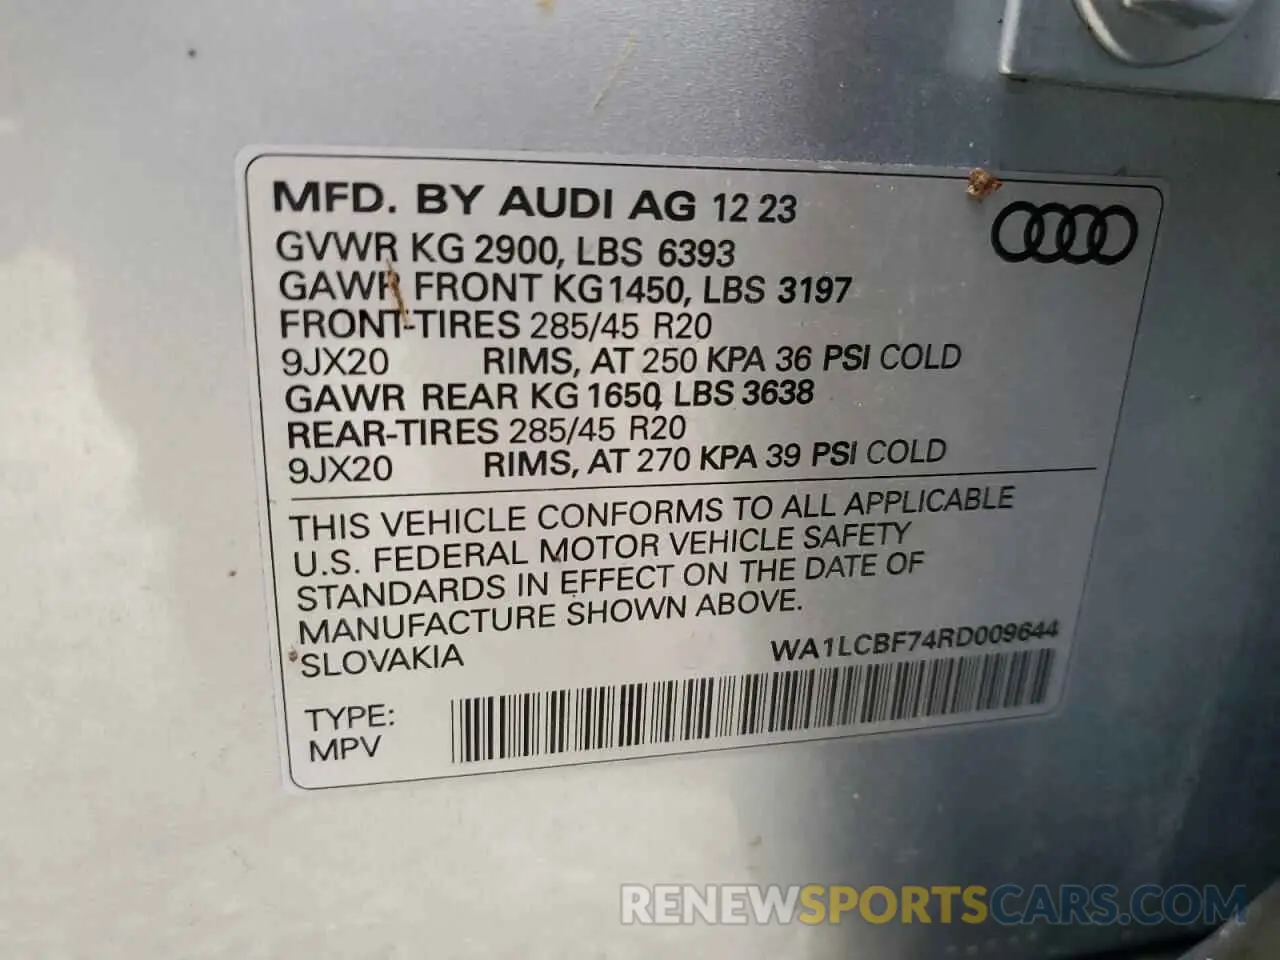 MFD. BY AUDI AG 12 23
GVWR KG 2900, LBS 6393
GAWR FRONT KG 1450, LBS 3197
FRONT-TIRES 285/45 R20
9JX20 RIMS, AT 250 KPA 36 PSI COLD
GAWR REAR KG 1650, LBS 3638
REAR-TIRES 285/45 R20
9JX20 RIMS, AT 270 KPA 39 PSI COLD
THIS VEHICLE CONFORMS TO ALL APPLICABLE
U.S. FEDERAL MOTOR VEHICLE SAFETY
STANDARDS IN EFFECT ON THE DATE OF
MANUFACTURE SHOWN ABOVE.
SLOVAKIA WA1LCBF74RD009644
TYPE:
MPV
RENEWSPORTSCARS.COM